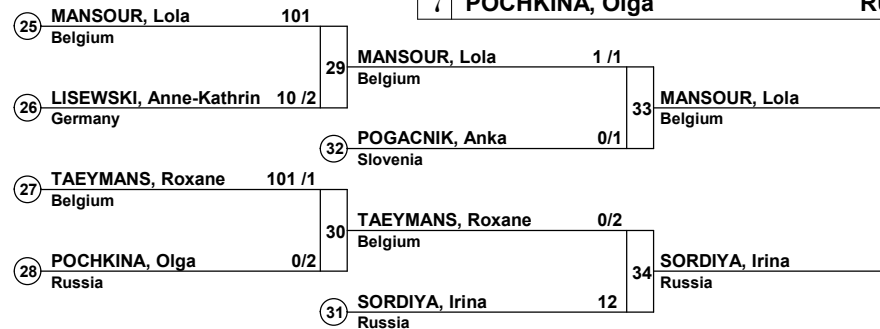 7 POCHKINA, Olga
25 MANSOUR, Lola 101
Belgium
29 MANSOUR, Lola 1 /1
Belgium
26 LISEWSKI, Anne-Kathrin 10 /2
Germany
33 MANSOUR, Lola
Belgium
32 POGACNIK, Anka 0/1
Slovenia
27 TAEYMANS, Roxane 101 /1
Belgium
30 TAEYMANS, Roxane 0/2
Belgium
28 POCHKINA, Olga 0/2
Russia
34 SORDIYA, Irina
Russia
31 SORDIYA, Irina 12
Russia